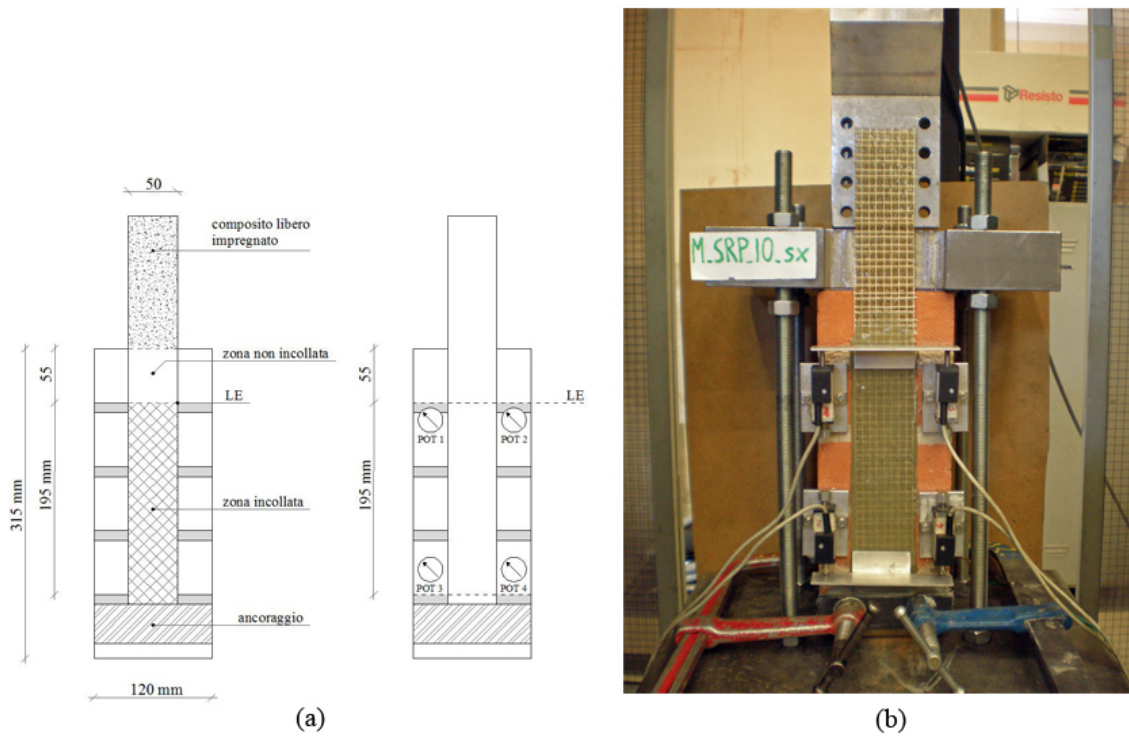 50
composito libero
impregnato
zona non incollata
LE
55
195 mm
315 mm
zona incollata
ancoraggio
120 mm
(a)
55
LE
POT 1
POT 2
195 mm
POT 3
POT 4
Resisto
M_SRP_10_sx
(b)